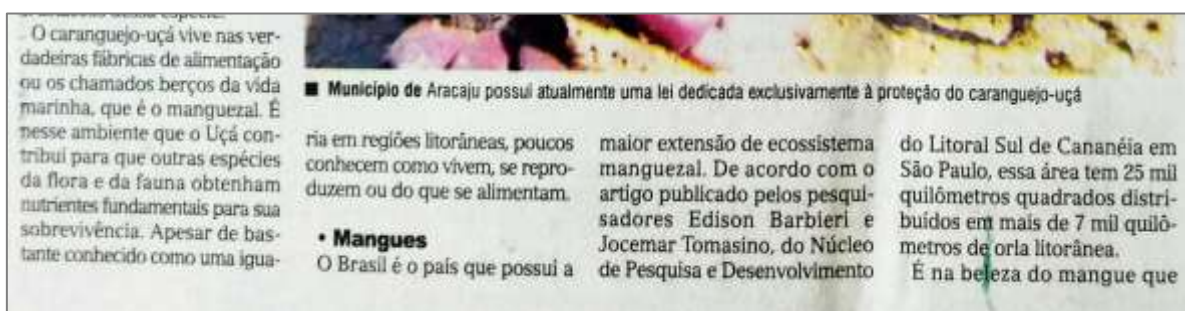 O caranguejo-uçá vive nas ver-
dadeiras fábricas de alimentação
ou os chamados berços da vida
marinha, que é o manguezal. É
nesse ambiente que o Uçá con-
tribui para que outras espécies
da flora e da fauna obtenham
nutrientes fundamentais para sua
sobrevivência. Apesar de bas-
tante conhecido como uma igua-
■ Município de Aracaju possui atualmente uma lei dedicada exclusivamente à proteção do caranguejo-uçá
ria em regiões litorâneas, poucos
conhecem como vivem, se repro-
duzem ou do que se alimentam.
• Mangues
O Brasil é o país que possui a
maior extensão de ecossistema
manguezal. De acordo com o
artigo publicado pelos pesqui-
sadores Edison Barbieri e
Jocemar Tomasino, do Núcleo
de Pesquisa e Desenvolvimento
do Litoral Sul de Cananéia em
São Paulo, essa área tem 25 mil
quilômetros quadrados distri-
buídos em mais de 7 mil quilô-
metros de orla litorânea.
É na beleza do mangue que